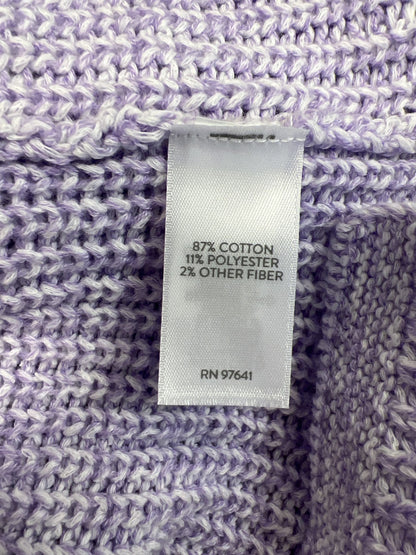 87% COTTON
11% POLYESTER
2% OTHER FIBER
RN 97641